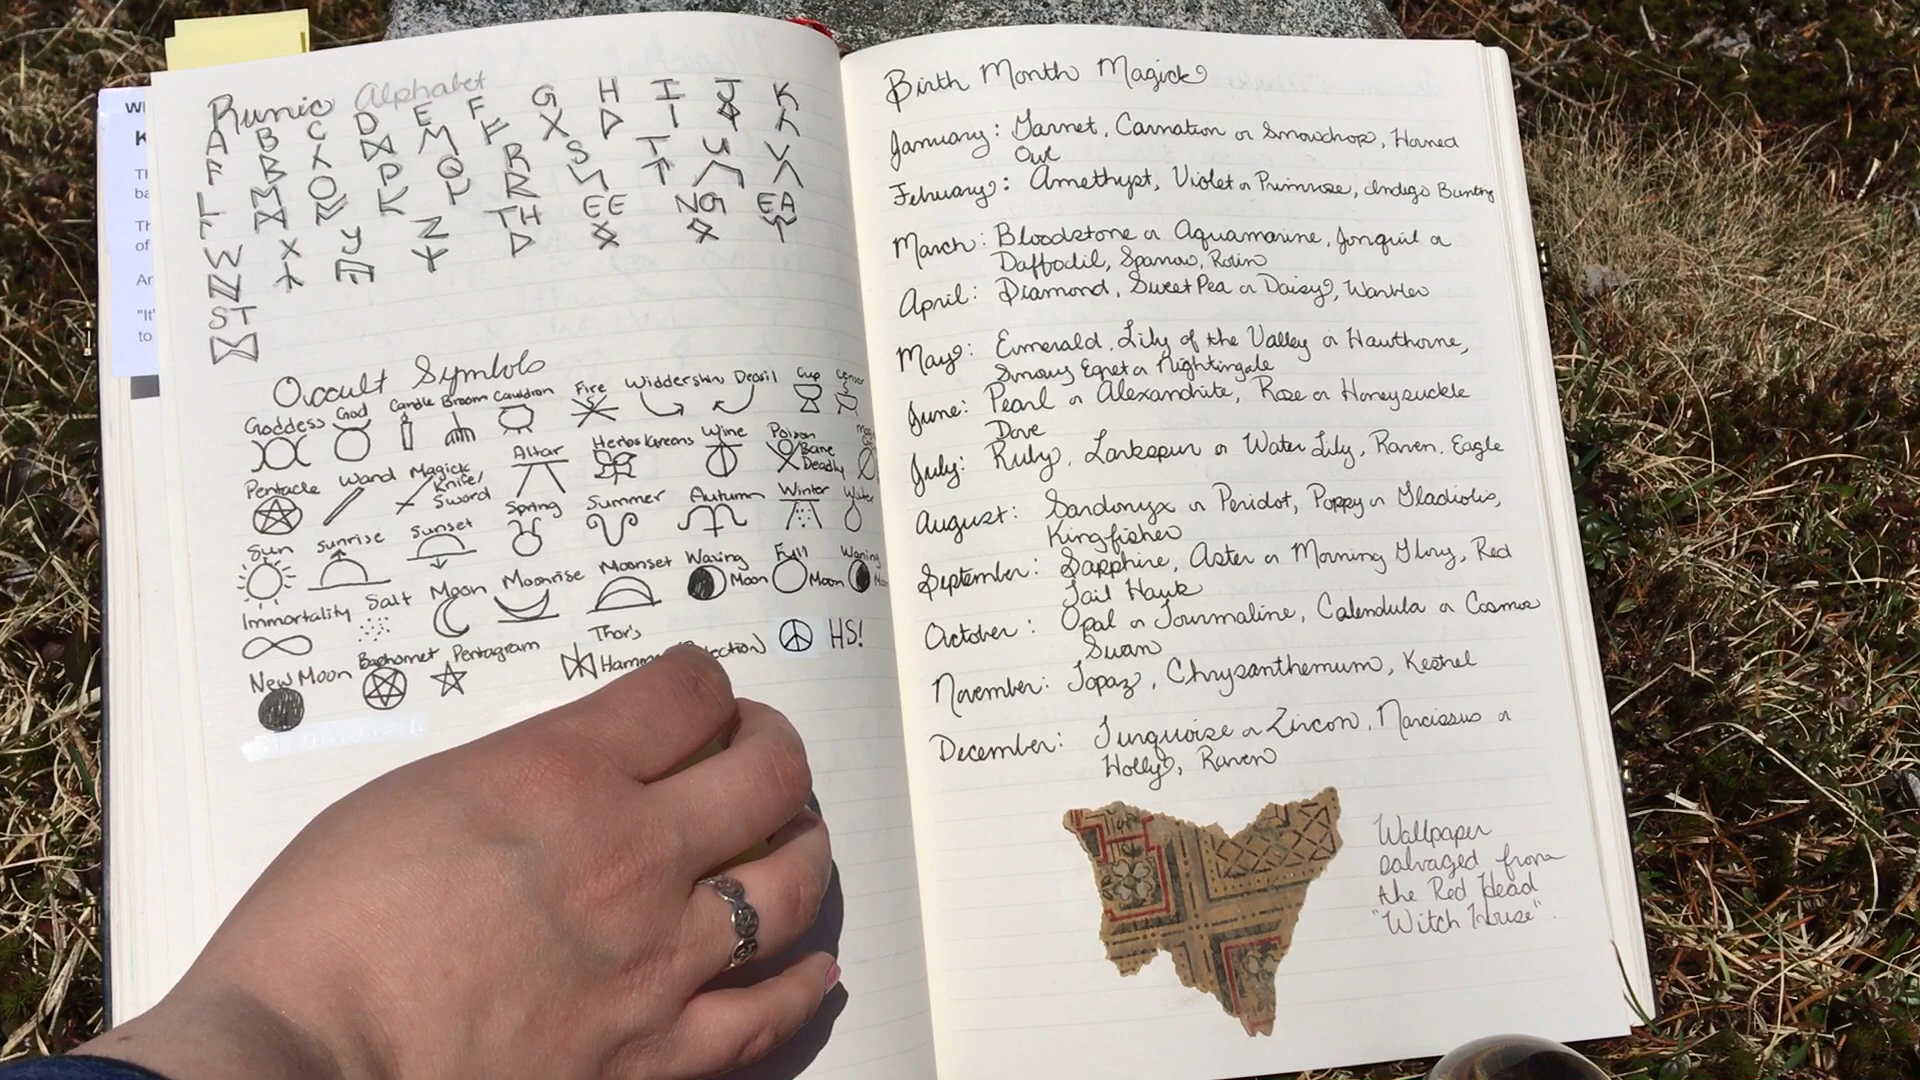 Runic Alphabet
A B C D E F G H I J K
L M O P Q R S T U V
W X Y Z TH EE NG EA
ST
Occult Symbols
Goddess God Candle Broom Cauldron Fire Widdershin Deosil Cup Censer
Pentacle Wand Magick Knife/ Sword Altar Herbs Greens Wine Poison Bane Deadly
Sun Sunrise Sunset Spring Summer Autumn Winter Water
Immortality Salt Moon Moonrise Moonset Waxing Moon Full Moon Waning
New Moon Baphomet Pentagram Thor's
HS!
Birth Month Magick
January: Garnet, Carnation or Snowdrop, Horned
Owl
February: Amethyst, Violet or Primrose, Indigo Bunting
March: Bloodstone or Aquamarine, Jonquil or
Daffodil, Sparrow, Robin
April: Diamond, Sweet Pea or Daisy, Warbler
May: Emerald, Lily of the Valley or Hawthorne,
Snowy Egret or Nightingale
June: Pearl or Alexandrite, Rose or Honeysuckle
Dove
July: Ruby, Larkspur or Water Lily, Raven, Eagle
August: Sardonyx or Peridot, Poppy or Gladiolis,
Kingfisher
September: Sapphire, Aster or Morning Glory, Red
Tail Hawk
October: Opal or Tourmaline, Calendula or Cosmos
Swan
November: Topaz, Chrysanthemum, Kestrel
December: Turquoise or Zircon, Narcissus or
Holly, Raven
Wallpaper
salvaged from
the Red Head
"Witch House".